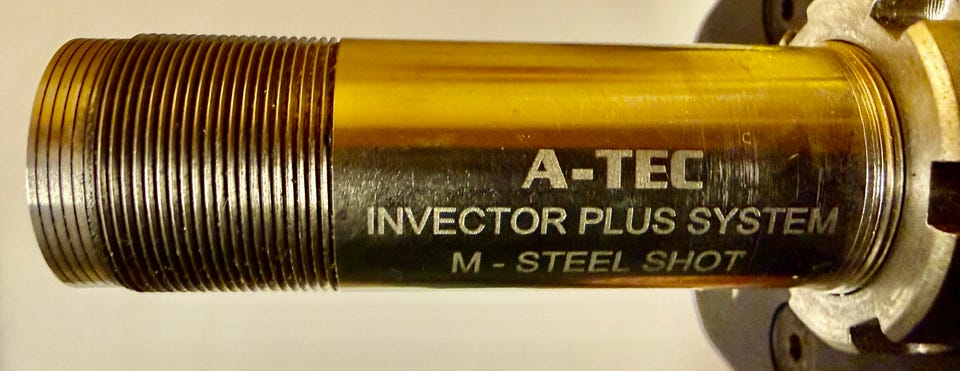 A-TEC
INVECTOR PLUS SYSTEM
M - STEEL SHOT